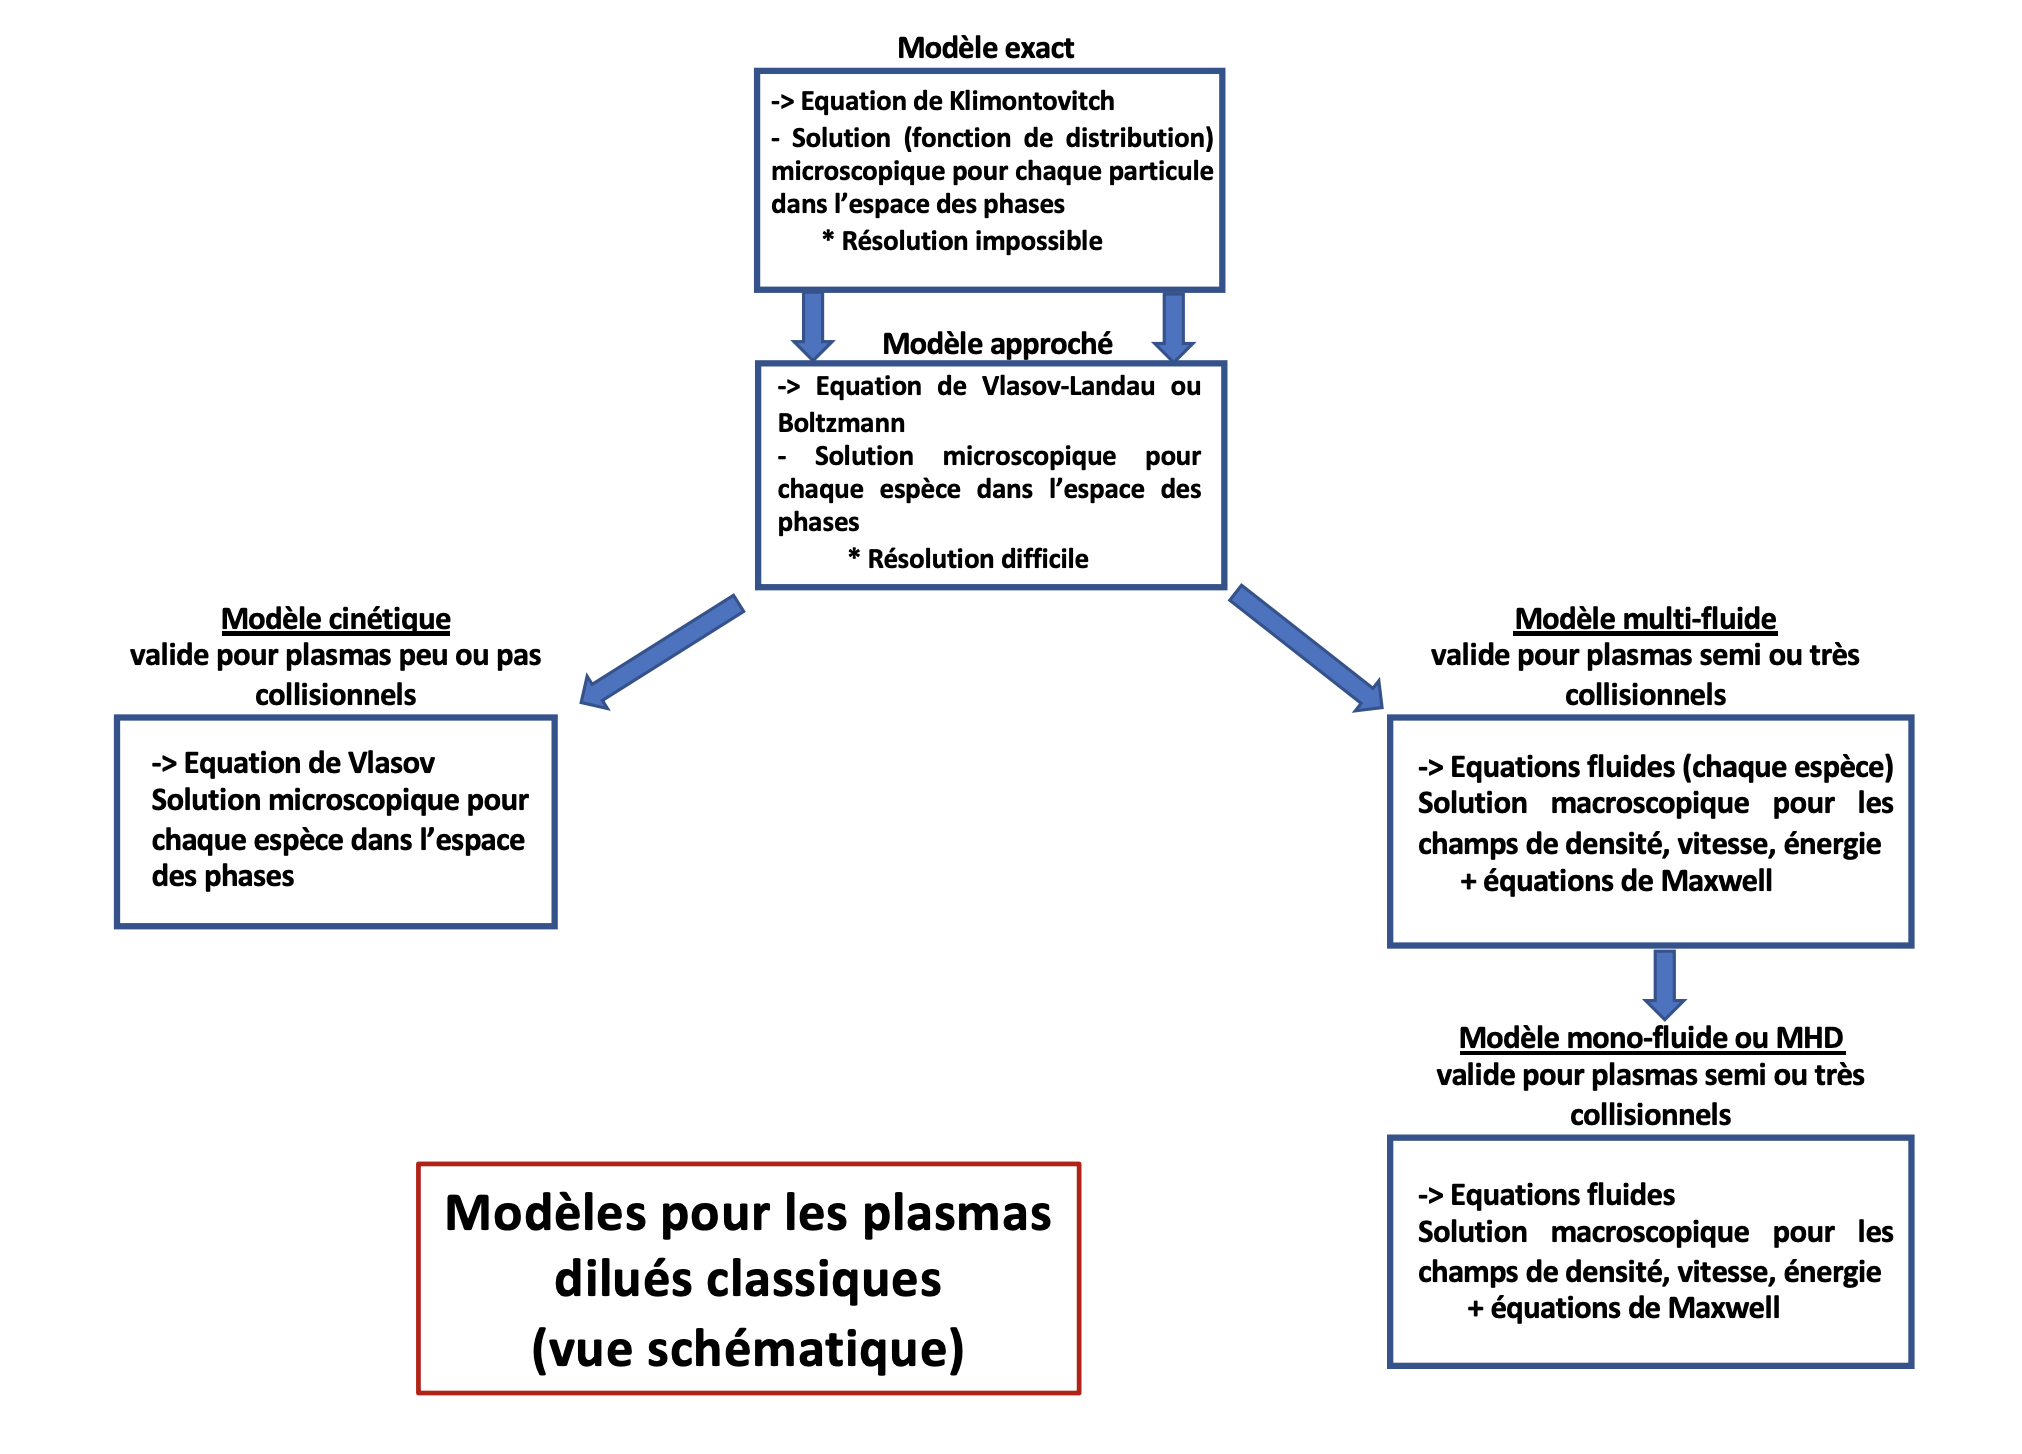 Modèle exact
-> Equation de Klimontovitch
- Solution (fonction de distribution)
microscopique pour chaque particule
dans l’espace des phases
* Résolution impossible
Modèle approché
-> Equation de Vlasov-Landau ou
Boltzmann
- Solution microscopique pour
chaque espèce dans l’espace des
phases
* Résolution difficile
Modèle cinétique
valide pour plasmas peu ou pas
collisionnels
-> Equation de Vlasov
Solution microscopique pour
chaque espèce dans l’espace
des phases
Modèle multi-fluide
valide pour plasmas semi ou très
collisionnels
-> Equations fluides (chaque espèce)
Solution macroscopique pour les
champs de densité, vitesse, énergie
+ équations de Maxwell
Modèle mono-fluide ou MHD
valide pour plasmas semi ou très
collisionnels
-> Equations fluides
Solution macroscopique pour les
champs de densité, vitesse, énergie
+ équations de Maxwell
Modèles pour les plasmas
dilués classiques
(vue schématique)